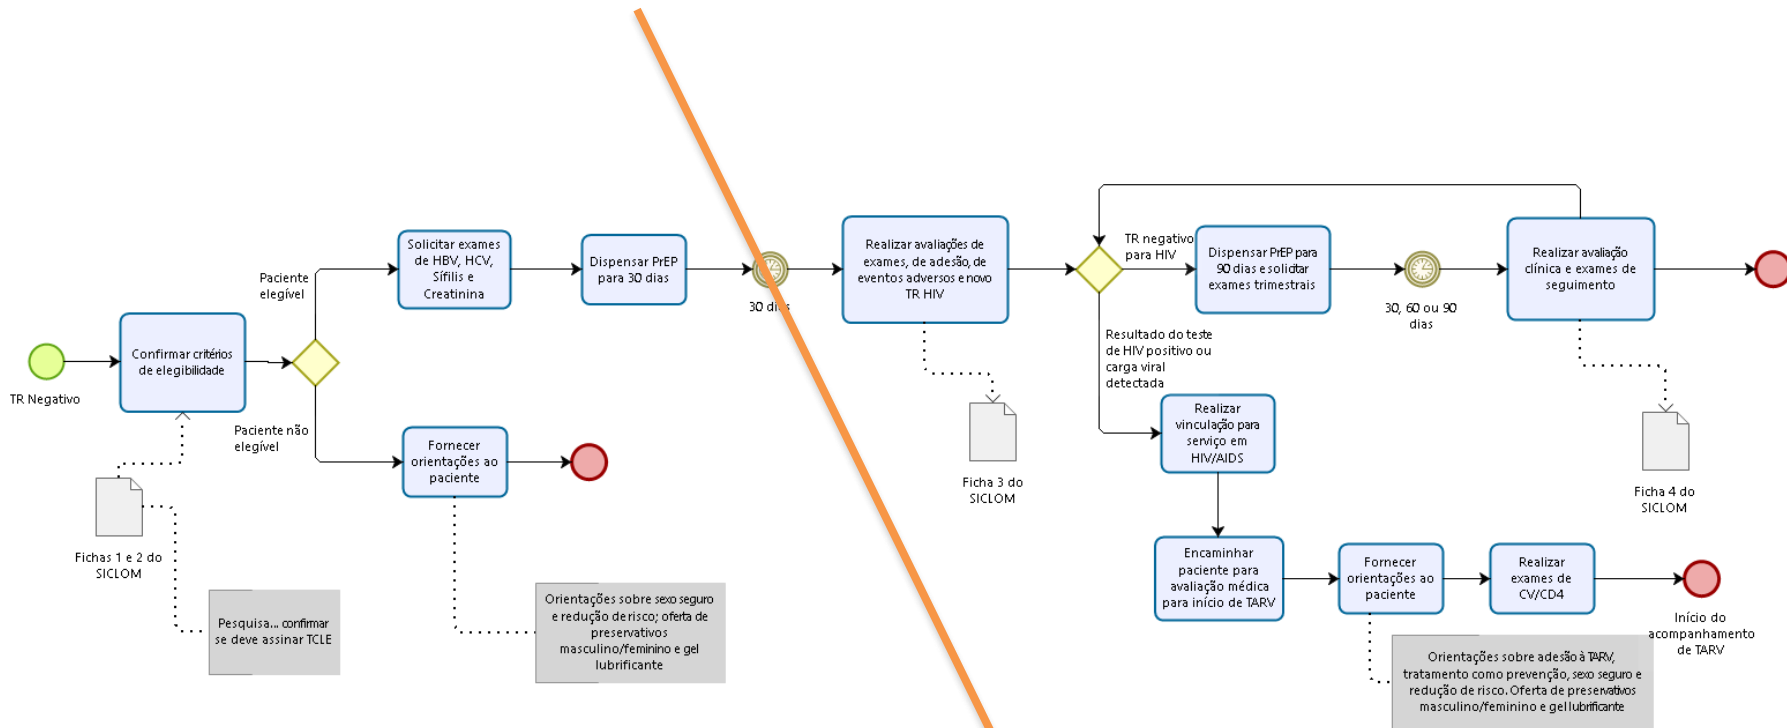 TR Negativo
Confirmar critérios
de elegibilidade
Fichas 1 e 2 do
SICLOM
Pesquisa... confirmar
se deve assinar TCLE
Paciente
elegível
Paciente não
elegível
Solicitar exames
de HBV, HCV,
Sífilis e
Creatinina
Dispensar PrEP
para 30 dias
30 dias
Fornecer
orientações ao
paciente
Orientações sobre sexo seguro
e redução de risco; oferta de
preservativos
masculino/feminino e gel
lubrificante
Realizar avaliações de
exames, de adesão, de
eventos adversos e novo
TR HIV
Ficha 3 do
SICLOM
TR negativo
para HIV
Dispensar PrEP para
90 dias e solicitar
exames trimestrais
30, 60 ou 90
dias
Realizar avaliação
clínica e exames de
seguimento
Ficha 4 do
SICLOM
Resultado do teste
de HIV positivo ou
carga viral
detectada
Realizar
vinculação para
serviço em
HIV/AIDS
Encaminhar
paciente para
avaliação médica
para início de TARV
Fornecer
orientações ao
paciente
Realizar
exames de
CV/CD4
Início do
acompanhamento
de TARV
Orientações sobre adesão à TARV,
tratamento como prevenção, sexo seguro e
redução de risco. Oferta de preservativos
masculino/feminino e gel lubrificante